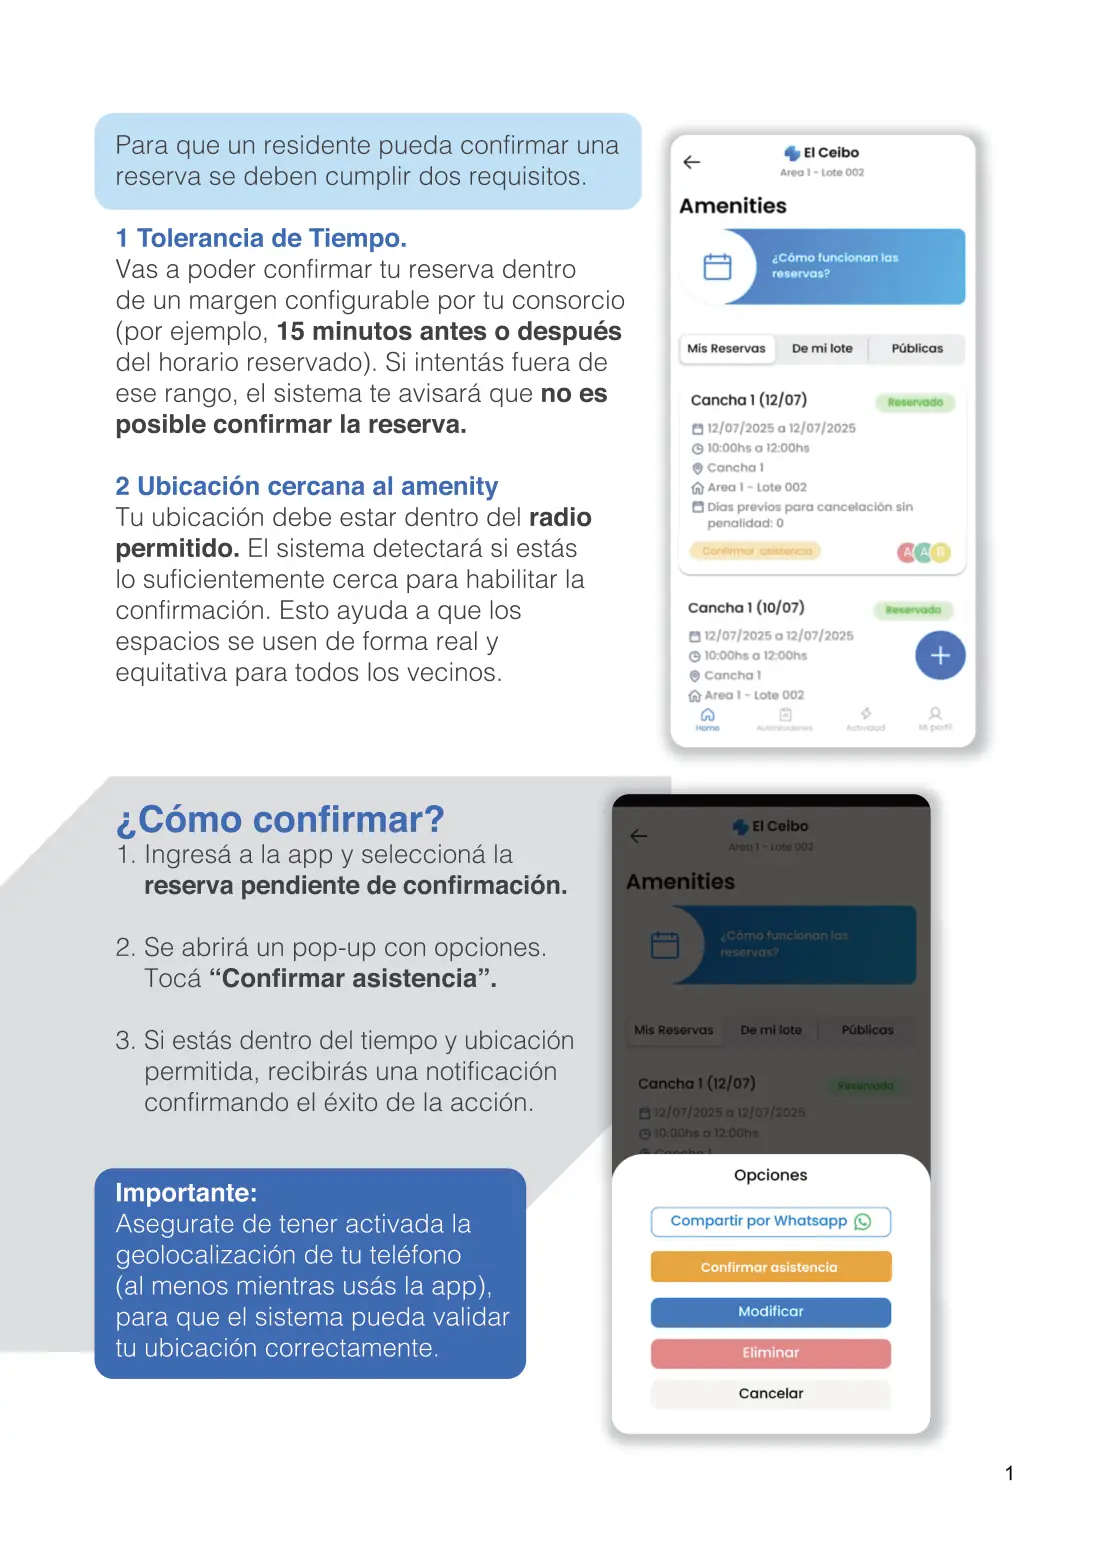 Para que un residente pueda confirmar una
reserva se deben cumplir dos requisitos.
1 Tolerancia de Tiempo.
Vas a poder confirmar tu reserva dentro
de un margen configurable por tu consorcio
(por ejemplo, 15 minutos antes o después
del horario reservado). Si intentás fuera de
ese rango, el sistema te avisará que no es
posible confirmar la reserva.
2 Ubicación cercana al amenity
Tu ubicación debe estar dentro del radio
permitido. El sistema detectará si estás
lo suficientemente cerca para habilitar la
confirmación. Esto ayuda a que los
espacios se usen de forma real y
equitativa para todos los vecinos.
El Ceibo
Area 1 - Lote 002
Amenities
¿Cómo funcionan las
reservas?
Mis Reservas De mi lote Públicas
Cancha 1 (12/07) Reservado
12/07/2025 a 12/07/2025
10:00hs a 12:00hs
Cancha 1
Area 1 - Lote 002
Dias previos para cancelación sin
penalidad: 0
Confirmar asistencia A A B
Cancha 1 (10/07) Reservado
12/07/2025 a 12/07/2025
10:00hs a 12:00hs
Cancha 1
Area 1 - Lote 002
Home Autorizaciones Actividad Mi perfil
¿Cómo confirmar?
1. Ingresá a la app y seleccioná la
reserva pendiente de confirmación.
2. Se abrirá un pop-up con opciones.
Tocá “Confirmar asistencia”.
3. Si estás dentro del tiempo y ubicación
permitida, recibirás una notificación
confirmando el éxito de la acción.
Importante:
Asegurate de tener activada la
geolocalización de tu teléfono
(al menos mientras usás la app),
para que el sistema pueda validar
tu ubicación correctamente.
El Ceibo
Area 1 - Lote 002
Amenities
¿Cómo funcionan las
reservas?
Mis Reservas De mi lote Públicas
Cancha 1 (12/07) Reservado
12/07/2025 a 12/07/2025
10:00hs a 12:00hs
Cancha 1
Opciones
Compartir por Whatsapp
Confirmar asistencia
Modificar
Eliminar
Cancelar
1